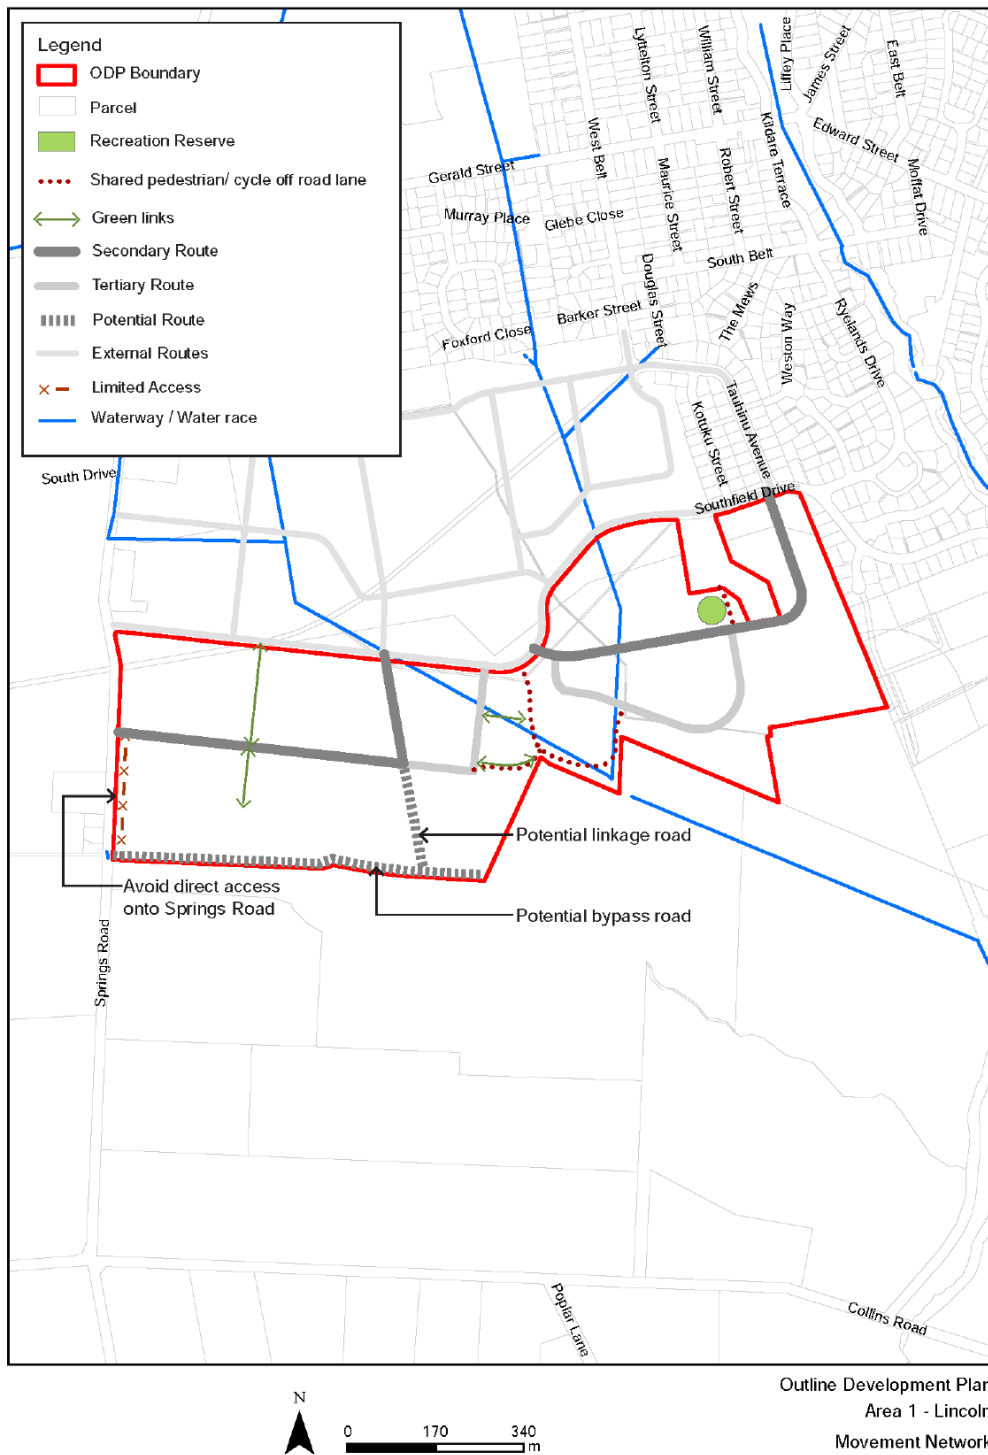 Legend
ODP Boundary
Parcel
Recreation Reserve
Shared pedestrian/ cycle off road lane
Green links
Secondary Route
Tertiary Route
Potential Route
External Routes
Limited Access
Waterway / Water race
Lyttelton Street
William Street
Liffey Place
James Street
East Belt
West Belt
Kildare Terrace
Edward Street
Moffat Drive
Gerald Street
Maurice Street
Robert Street
Murray Place
Glebe Close
South Belt
Douglas Street
The Mews
Barker Street
Foxford Close
Weston Way
Ryelands Drive
Tauhinu Avenue
Kotuku Street
South Drive
Southfield Drive
Potential linkage road
Avoid direct access
onto Springs Road
Potential bypass road
Springs Road
Poplar Lane
Collins Road
N
0 170 340
m
Outline Development Plan
Area 1 - Lincoln
Movement Network